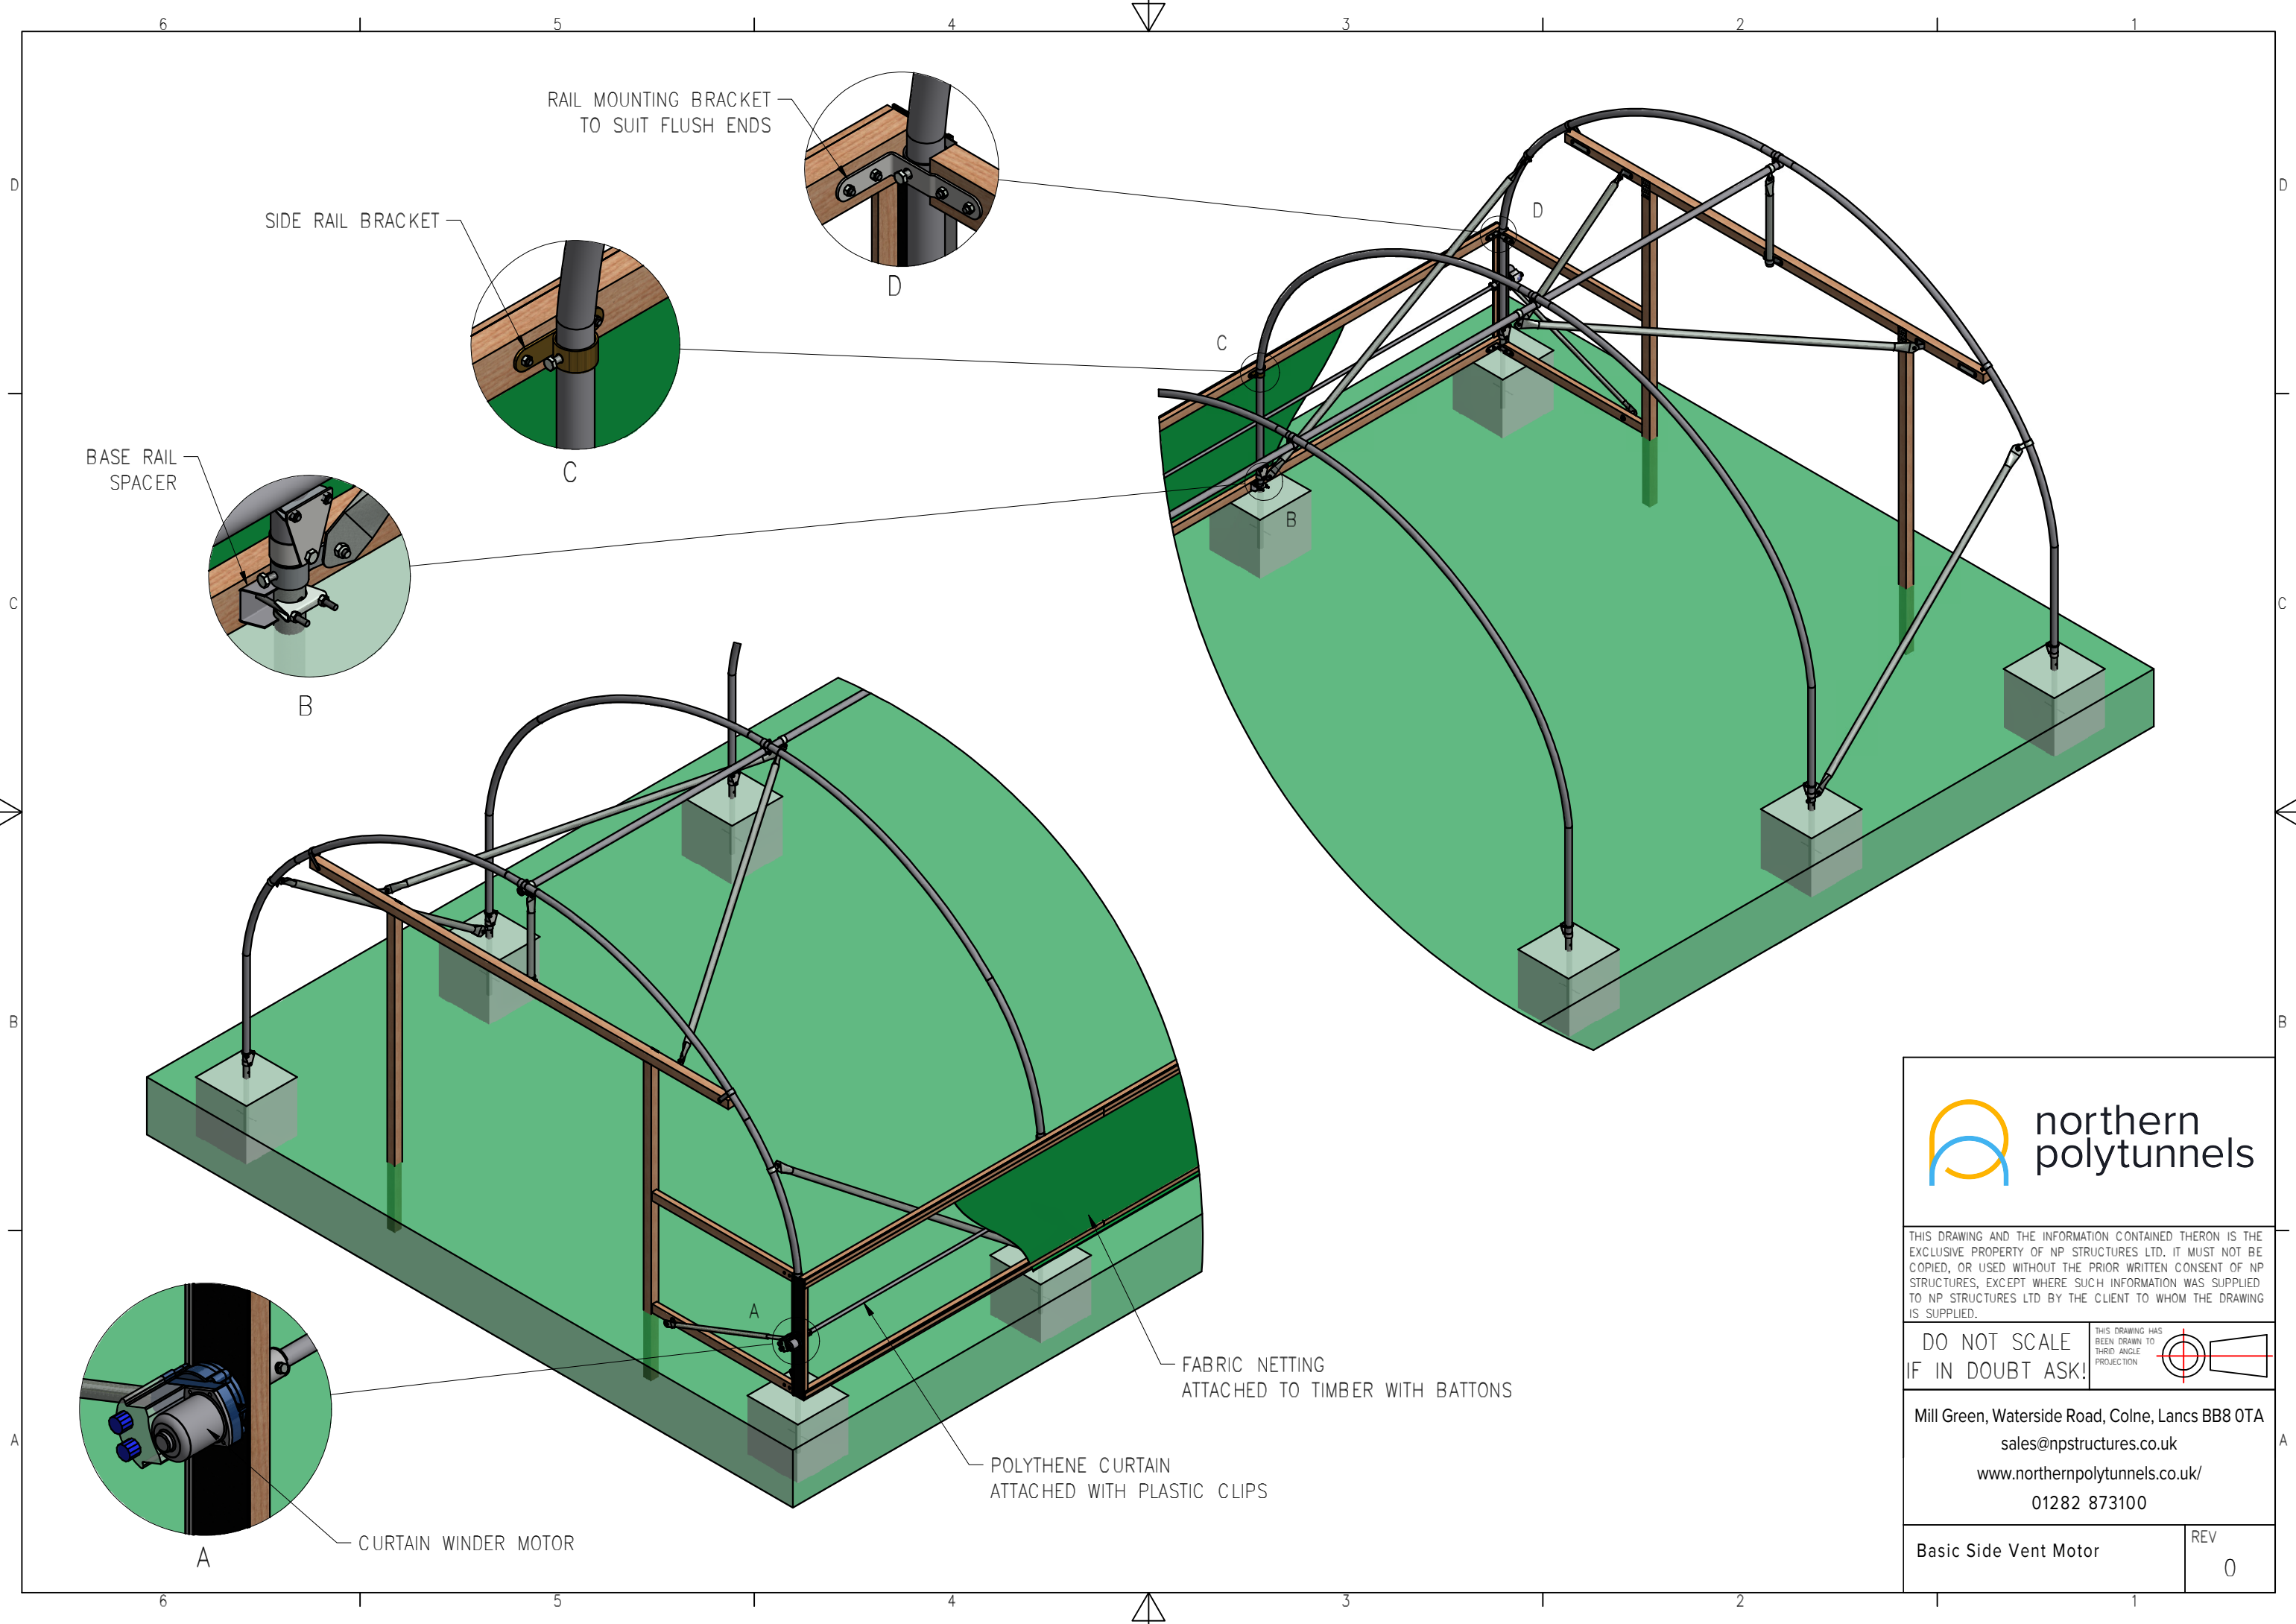 6 5 4 3 2 1
RAIL MOUNTING BRACKET
TO SUIT FLUSH ENDS
D
SIDE RAIL BRACKET
C
BASE RAIL
SPACER
B
D
C
B
A
FABRIC NETTING
ATTACHED TO TIMBER WITH BATTONS
POLYTHENE CURTAIN
ATTACHED WITH PLASTIC CLIPS
CURTAIN WINDER MOTOR
A
D
C
B
A
D
C
B
A
northern
polytunnels
THIS DRAWING AND THE INFORMATION CONTAINED THERON IS THE
EXCLUSIVE PROPERTY OF NP STRUCTURES LTD. IT MUST NOT BE
COPIED, OR USED WITHOUT THE PRIOR WRITTEN CONSENT OF NP
STRUCTURES, EXCEPT WHERE SUCH INFORMATION WAS SUPPLIED
TO NP STRUCTURES LTD BY THE CLIENT TO WHOM THE DRAWING
IS SUPPLIED.
DO NOT SCALE
IF IN DOUBT ASK!
THIS DRAWING HAS
BEEN DRAWN TO
THRID ANGLE
PROJECTION
Mill Green, Waterside Road, Colne, Lancs BB8 0TA
sales@npstructures.co.uk
www.northernpolytunnels.co.uk/
01282 873100
Basic Side Vent Motor
REV
0
6 5 4 3 2 1